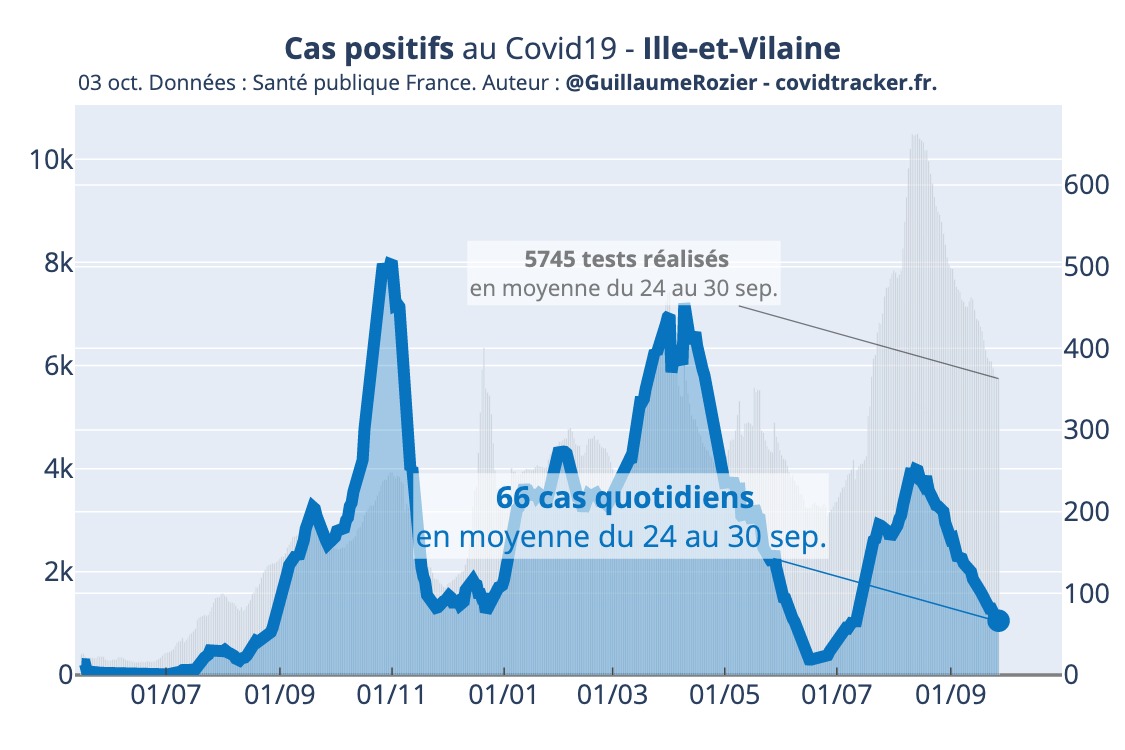 Cas positifs au Covid19 - Ille-et-Vilaine
03 oct. Données : Santé publique France. Auteur : @GuillaumeRozier - covidtracker.fr.
10k
8k
6k
4k
2k
0
600
500
400
300
200
100
0
5745 tests réalisés
en moyenne du 24 au 30 sep.
66 cas quotidiens
en moyenne du 24 au 30 sep.
01/07 01/09 01/11 01/01 01/03 01/05 01/07 01/09